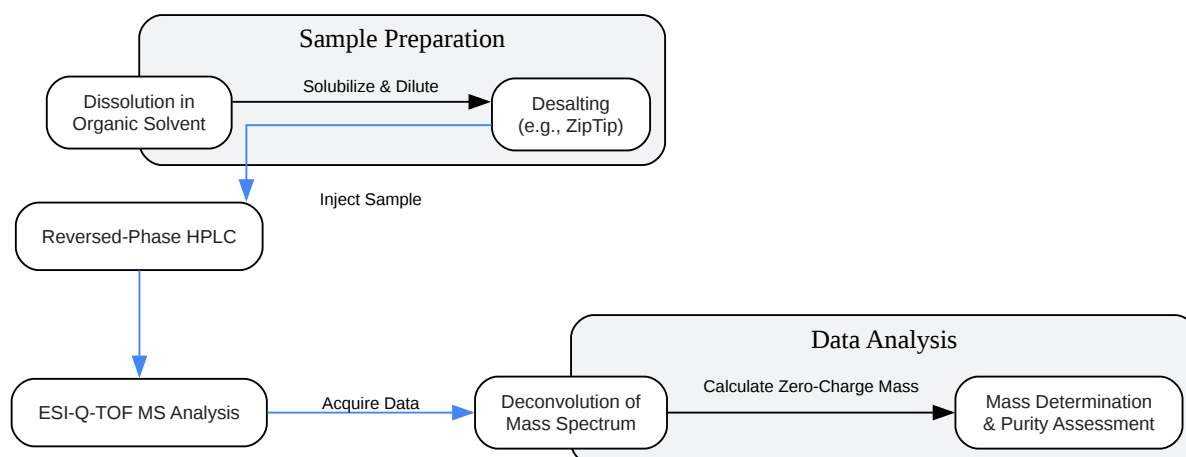 Sample Preparation
Solubilize & Dilute
Dissolution in
Organic Solvent
Desalting
(e.g., ZipTip)
Inject Sample
Reversed-Phase HPLC
Data Analysis
Calculate Zero-Charge Mass
ESI-Q-TOF MS Analysis
Acquire Data
Deconvolution of
Mass Spectrum
Mass Determination
& Purity Assessment